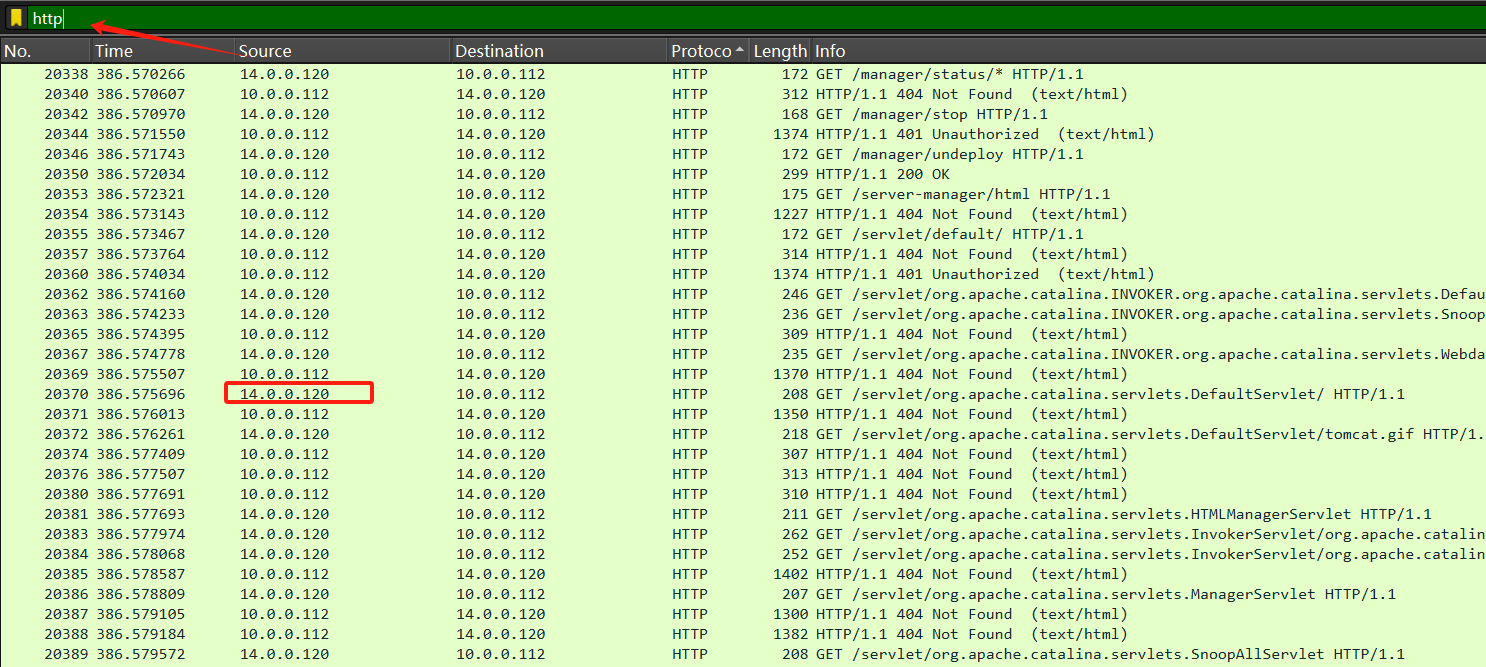 http
No. Time Source Destination Protoco Length Info
20338 386.570266 14.0.0.120 10.0.0.112 HTTP 172 GET /manager/status/* HTTP/1.1
20340 386.570607 10.0.0.112 14.0.0.120 HTTP 312 HTTP/1.1 404 Not Found (text/html)
20342 386.570970 14.0.0.120 10.0.0.112 HTTP 168 GET /manager/stop HTTP/1.1
20344 386.571550 10.0.0.112 14.0.0.120 HTTP 1374 HTTP/1.1 401 Unauthorized (text/html)
20346 386.571743 14.0.0.120 10.0.0.112 HTTP 172 GET /manager/undeploy HTTP/1.1
20350 386.572034 10.0.0.112 14.0.0.120 HTTP 299 HTTP/1.1 200 OK
20353 386.572321 14.0.0.120 10.0.0.112 HTTP 175 GET /server-manager/html HTTP/1.1
20354 386.573143 10.0.0.112 14.0.0.120 HTTP 1227 HTTP/1.1 404 Not Found (text/html)
20355 386.573467 14.0.0.120 10.0.0.112 HTTP 172 GET /servlet/default/ HTTP/1.1
20357 386.573764 10.0.0.112 14.0.0.120 HTTP 314 HTTP/1.1 404 Not Found (text/html)
20360 386.574034 10.0.0.112 14.0.0.120 HTTP 1374 HTTP/1.1 401 Unauthorized (text/html)
20362 386.574160 14.0.0.120 10.0.0.112 HTTP 246 GET /servlet/org.apache.catalina.INVOKER.org.apache.catalina.servlets.Defau
20363 386.574233 14.0.0.120 10.0.0.112 HTTP 236 GET /servlet/org.apache.catalina.INVOKER.org.apache.catalina.servlets.Snoop
20365 386.574395 10.0.0.112 14.0.0.120 HTTP 309 HTTP/1.1 404 Not Found (text/html)
20367 386.574778 14.0.0.120 10.0.0.112 HTTP 235 GET /servlet/org.apache.catalina.INVOKER.org.apache.catalina.servlets.Webda
20369 386.575507 10.0.0.112 14.0.0.120 HTTP 1370 HTTP/1.1 404 Not Found (text/html)
20370 386.575696 14.0.0.120 10.0.0.112 HTTP 208 GET /servlet/org.apache.catalina.servlets.DefaultServlet/ HTTP/1.1
20371 386.576013 10.0.0.112 14.0.0.120 HTTP 1350 HTTP/1.1 404 Not Found (text/html)
20372 386.576261 14.0.0.120 10.0.0.112 HTTP 218 GET /servlet/org.apache.catalina.servlets.DefaultServlet/tomcat.gif HTTP/1.
20374 386.577409 10.0.0.112 14.0.0.120 HTTP 307 HTTP/1.1 404 Not Found (text/html)
20376 386.577507 10.0.0.112 14.0.0.120 HTTP 313 HTTP/1.1 404 Not Found (text/html)
20380 386.577691 10.0.0.112 14.0.0.120 HTTP 310 HTTP/1.1 404 Not Found (text/html)
20381 386.577693 14.0.0.120 10.0.0.112 HTTP 211 GET /servlet/org.apache.catalina.servlets.HTMLManagerServlet HTTP/1.1
20383 386.577974 14.0.0.120 10.0.0.112 HTTP 262 GET /servlet/org.apache.catalina.servlets.InvokerServlet/org.apache.catalin
20384 386.578068 14.0.0.120 10.0.0.112 HTTP 252 GET /servlet/org.apache.catalina.servlets.InvokerServlet/org.apache.catalin
20385 386.578587 10.0.0.112 14.0.0.120 HTTP 1402 HTTP/1.1 404 Not Found (text/html)
20386 386.578809 14.0.0.120 10.0.0.112 HTTP 207 GET /servlet/org.apache.catalina.servlets.ManagerServlet HTTP/1.1
20387 386.579105 10.0.0.112 14.0.0.120 HTTP 1300 HTTP/1.1 404 Not Found (text/html)
20388 386.579184 10.0.0.112 14.0.0.120 HTTP 1382 HTTP/1.1 404 Not Found (text/html)
20389 386.579572 14.0.0.120 10.0.0.112 HTTP 208 GET /servlet/org.apache.catalina.servlets.SnoopAllServlet HTTP/1.1